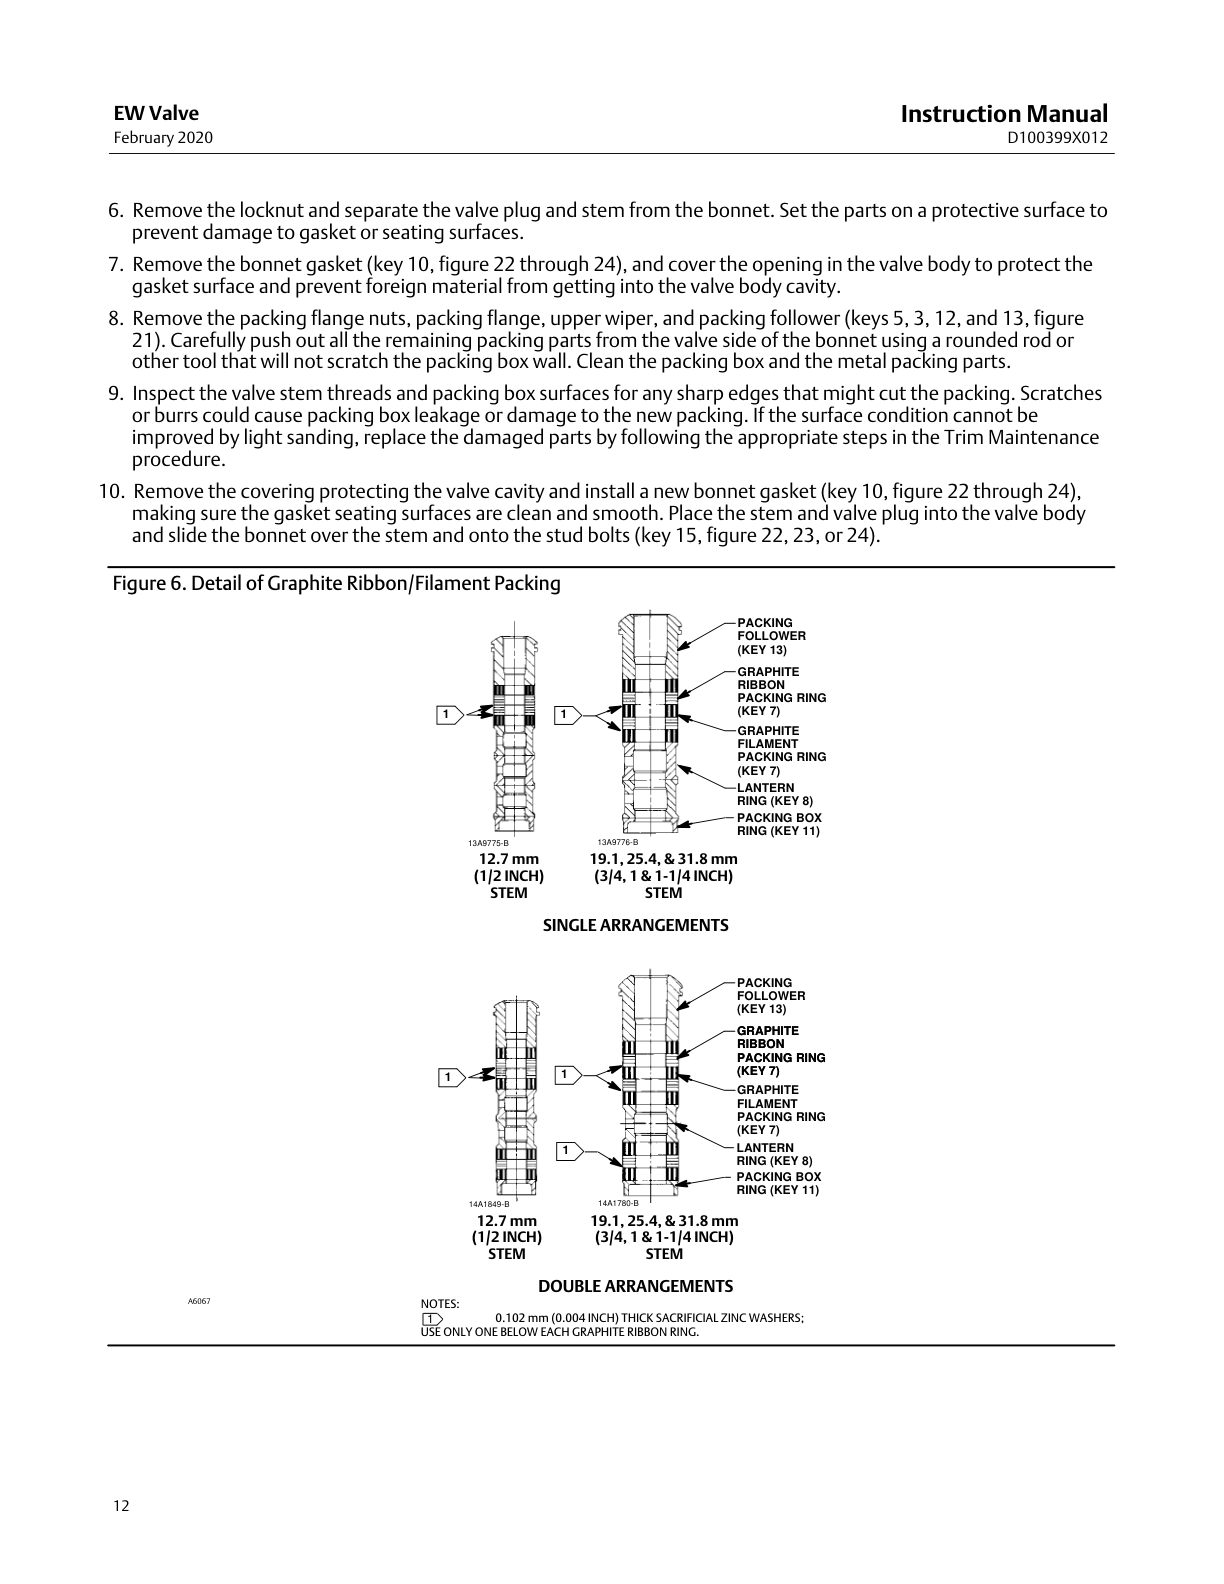 EW Valve
February 2020
Instruction Manual
D100399X012
6. Remove the locknut and separate the valve plug and stem from the bonnet. Set the parts on a protective surface to
prevent damage to gasket or seating surfaces.
7. Remove the bonnet gasket (key 10, figure 22 through 24), and cover the opening in the valve body to protect the
gasket surface and prevent foreign material from getting into the valve body cavity.
8. Remove the packing flange nuts, packing flange, upper wiper, and packing follower (keys 5, 3, 12, and 13, figure
21). Carefully push out all the remaining packing parts from the valve side of the bonnet using a rounded rod or
other tool that will not scratch the packing box wall. Clean the packing box and the metal packing parts.
9. Inspect the valve stem threads and packing box surfaces for any sharp edges that might cut the packing. Scratches
or burrs could cause packing box leakage or damage to the new packing. If the surface condition cannot be
improved by light sanding, replace the damaged parts by following the appropriate steps in the Trim Maintenance
procedure.
10. Remove the covering protecting the valve cavity and install a new bonnet gasket (key 10, figure 22 through 24),
making sure the gasket seating surfaces are clean and smooth. Place the stem and valve plug into the valve body
and slide the bonnet over the stem and onto the stud bolts (key 15, figure 22, 23, or 24).
Figure 6. Detail of Graphite Ribbon/Filament Packing
1
1
PACKING
FOLLOWER
(KEY 13)
GRAPHITE
RIBBON
PACKING RING
(KEY 7)
GRAPHITE
FILAMENT
PACKING RING
(KEY 7)
LANTERN
RING (KEY 8)
PACKING BOX
RING (KEY 11)
13A9775-B
12.7 mm
(1/2 INCH)
STEM
13A9776-B
19.1, 25.4, & 31.8 mm
(3/4, 1 & 1-1/4 INCH)
STEM
SINGLE ARRANGEMENTS
1
1
1
PACKING
FOLLOWER
(KEY 13)
GRAPHITE
RIBBON
PACKING RING
(KEY 7)
GRAPHITE
FILAMENT
PACKING RING
(KEY 7)
LANTERN
RING (KEY 8)
PACKING BOX
RING (KEY 11)
14A1849-B
12.7 mm
(1/2 INCH)
STEM
14A1780-B
19.1, 25.4, & 31.8 mm
(3/4, 1 & 1-1/4 INCH)
STEM
DOUBLE ARRANGEMENTS
A6067
NOTES:
1 0.102 mm (0.004 INCH) THICK SACRIFICIAL ZINC WASHERS;
USE ONLY ONE BELOW EACH GRAPHITE RIBBON RING.
12